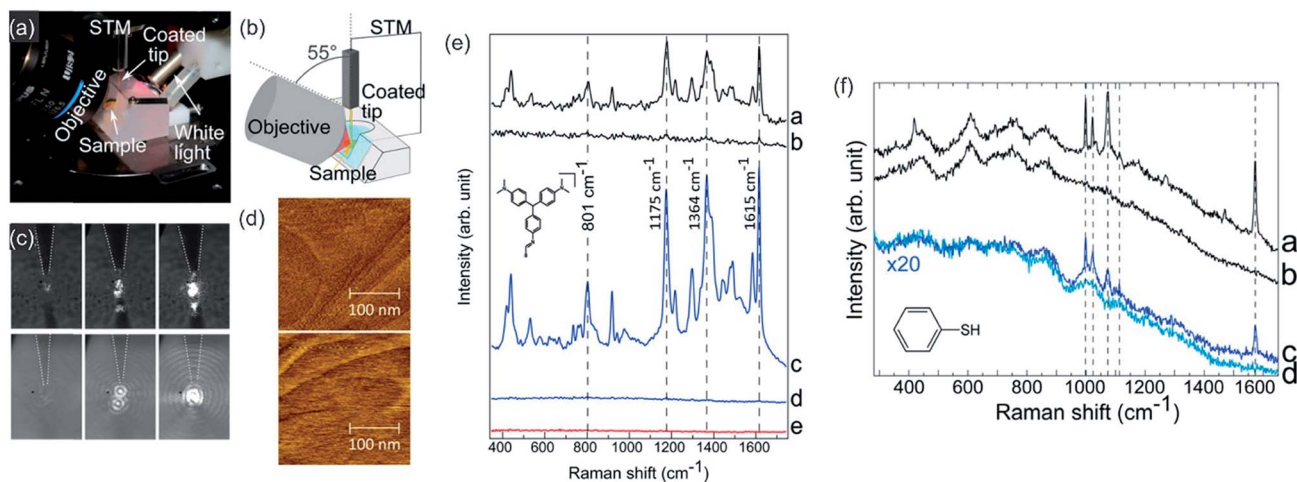 (a)
STM
Coated
tip
Objective
Sample
White
light
(b)
STM
55°
Coated
tip
Objective
Sample
(c)
(d)
100 nm
100 nm
(e)
Intensity (arb. unit)
a
b
801 cm-1
1175 cm-1
1364 cm-1
1615 cm-1
c
d
e
400 600 800 1000 1200 1400 1600
Raman shift (cm-1)
(f)
Intensity (arb. unit)
a
b
x20
SH
c
d
400 600 800 1000 1200 1400 1600
Raman shift (cm-1)